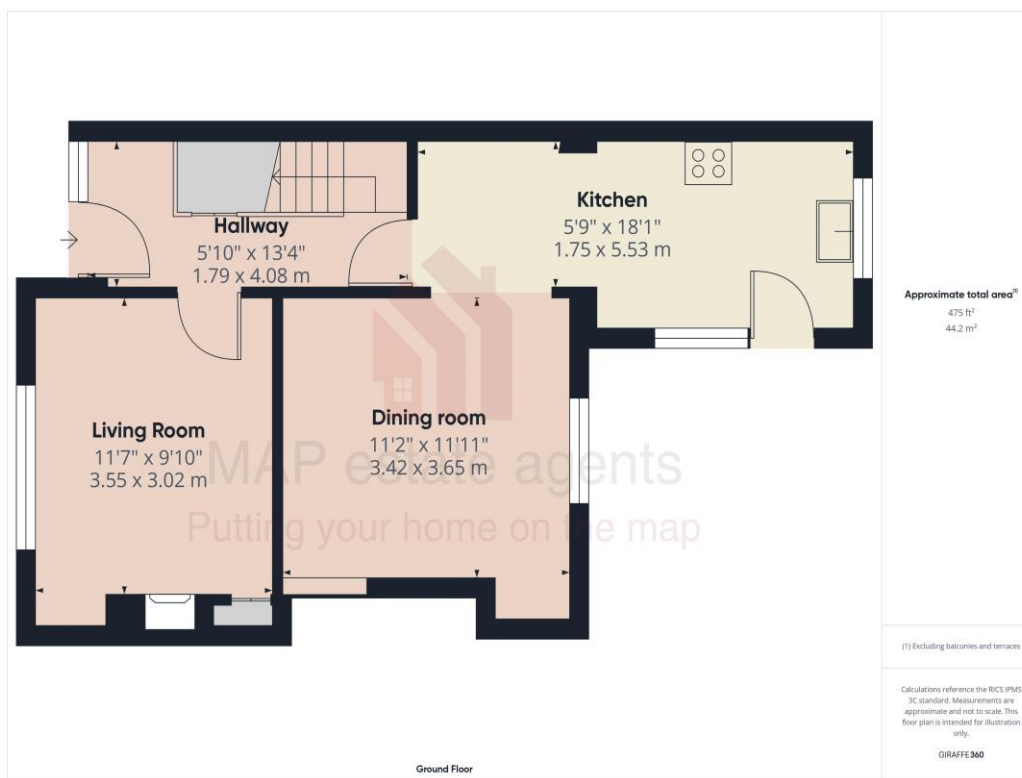 Kitchen
5'9" x 18'1"
1.75 x 5.53 m
Hallway
5'10" x 13'4"
1.79 x 4.08 m
Dining room
11'2" x 11'11"
3.42 x 3.65 m
Living Room
11'7" x 9'10"
3.55 x 3.02 m
MAP estate agents
Putting your home on the map
Ground Floor
Approximate total area(1)
475 ft²
44.2 m²
(1) Excluding balconies and terraces
Calculations reference the RICS IPMS
3C standard. Measurements are
approximate and not to scale. This
floor plan is intended for illustration
only.
GIRAFFE360